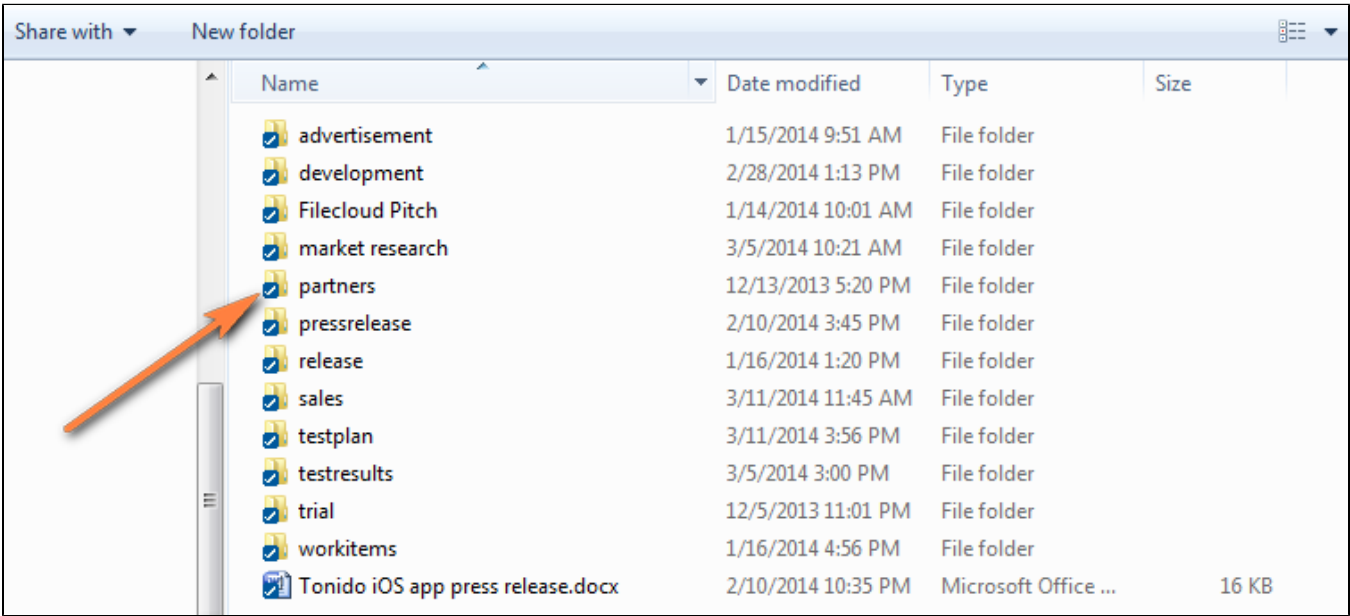 Share with New folder
Name Date modified Type Size
advertisement 1/15/2014 9:51 AM File folder
development 2/28/2014 1:13 PM File folder
Filecloud Pitch 1/14/2014 10:01 AM File folder
market research 3/5/2014 10:21 AM File folder
partners 12/13/2013 5:20 PM File folder
pressrelease 2/10/2014 3:45 PM File folder
release 1/16/2014 1:20 PM File folder
sales 3/11/2014 11:45 AM File folder
testplan 3/11/2014 3:56 PM File folder
testresults 3/5/2014 3:00 PM File folder
trial 12/5/2013 11:01 PM File folder
workitems 1/16/2014 4:56 PM File folder
Tonido iOS app press release.docx 2/10/2014 10:35 PM Microsoft Office ... 16 KB